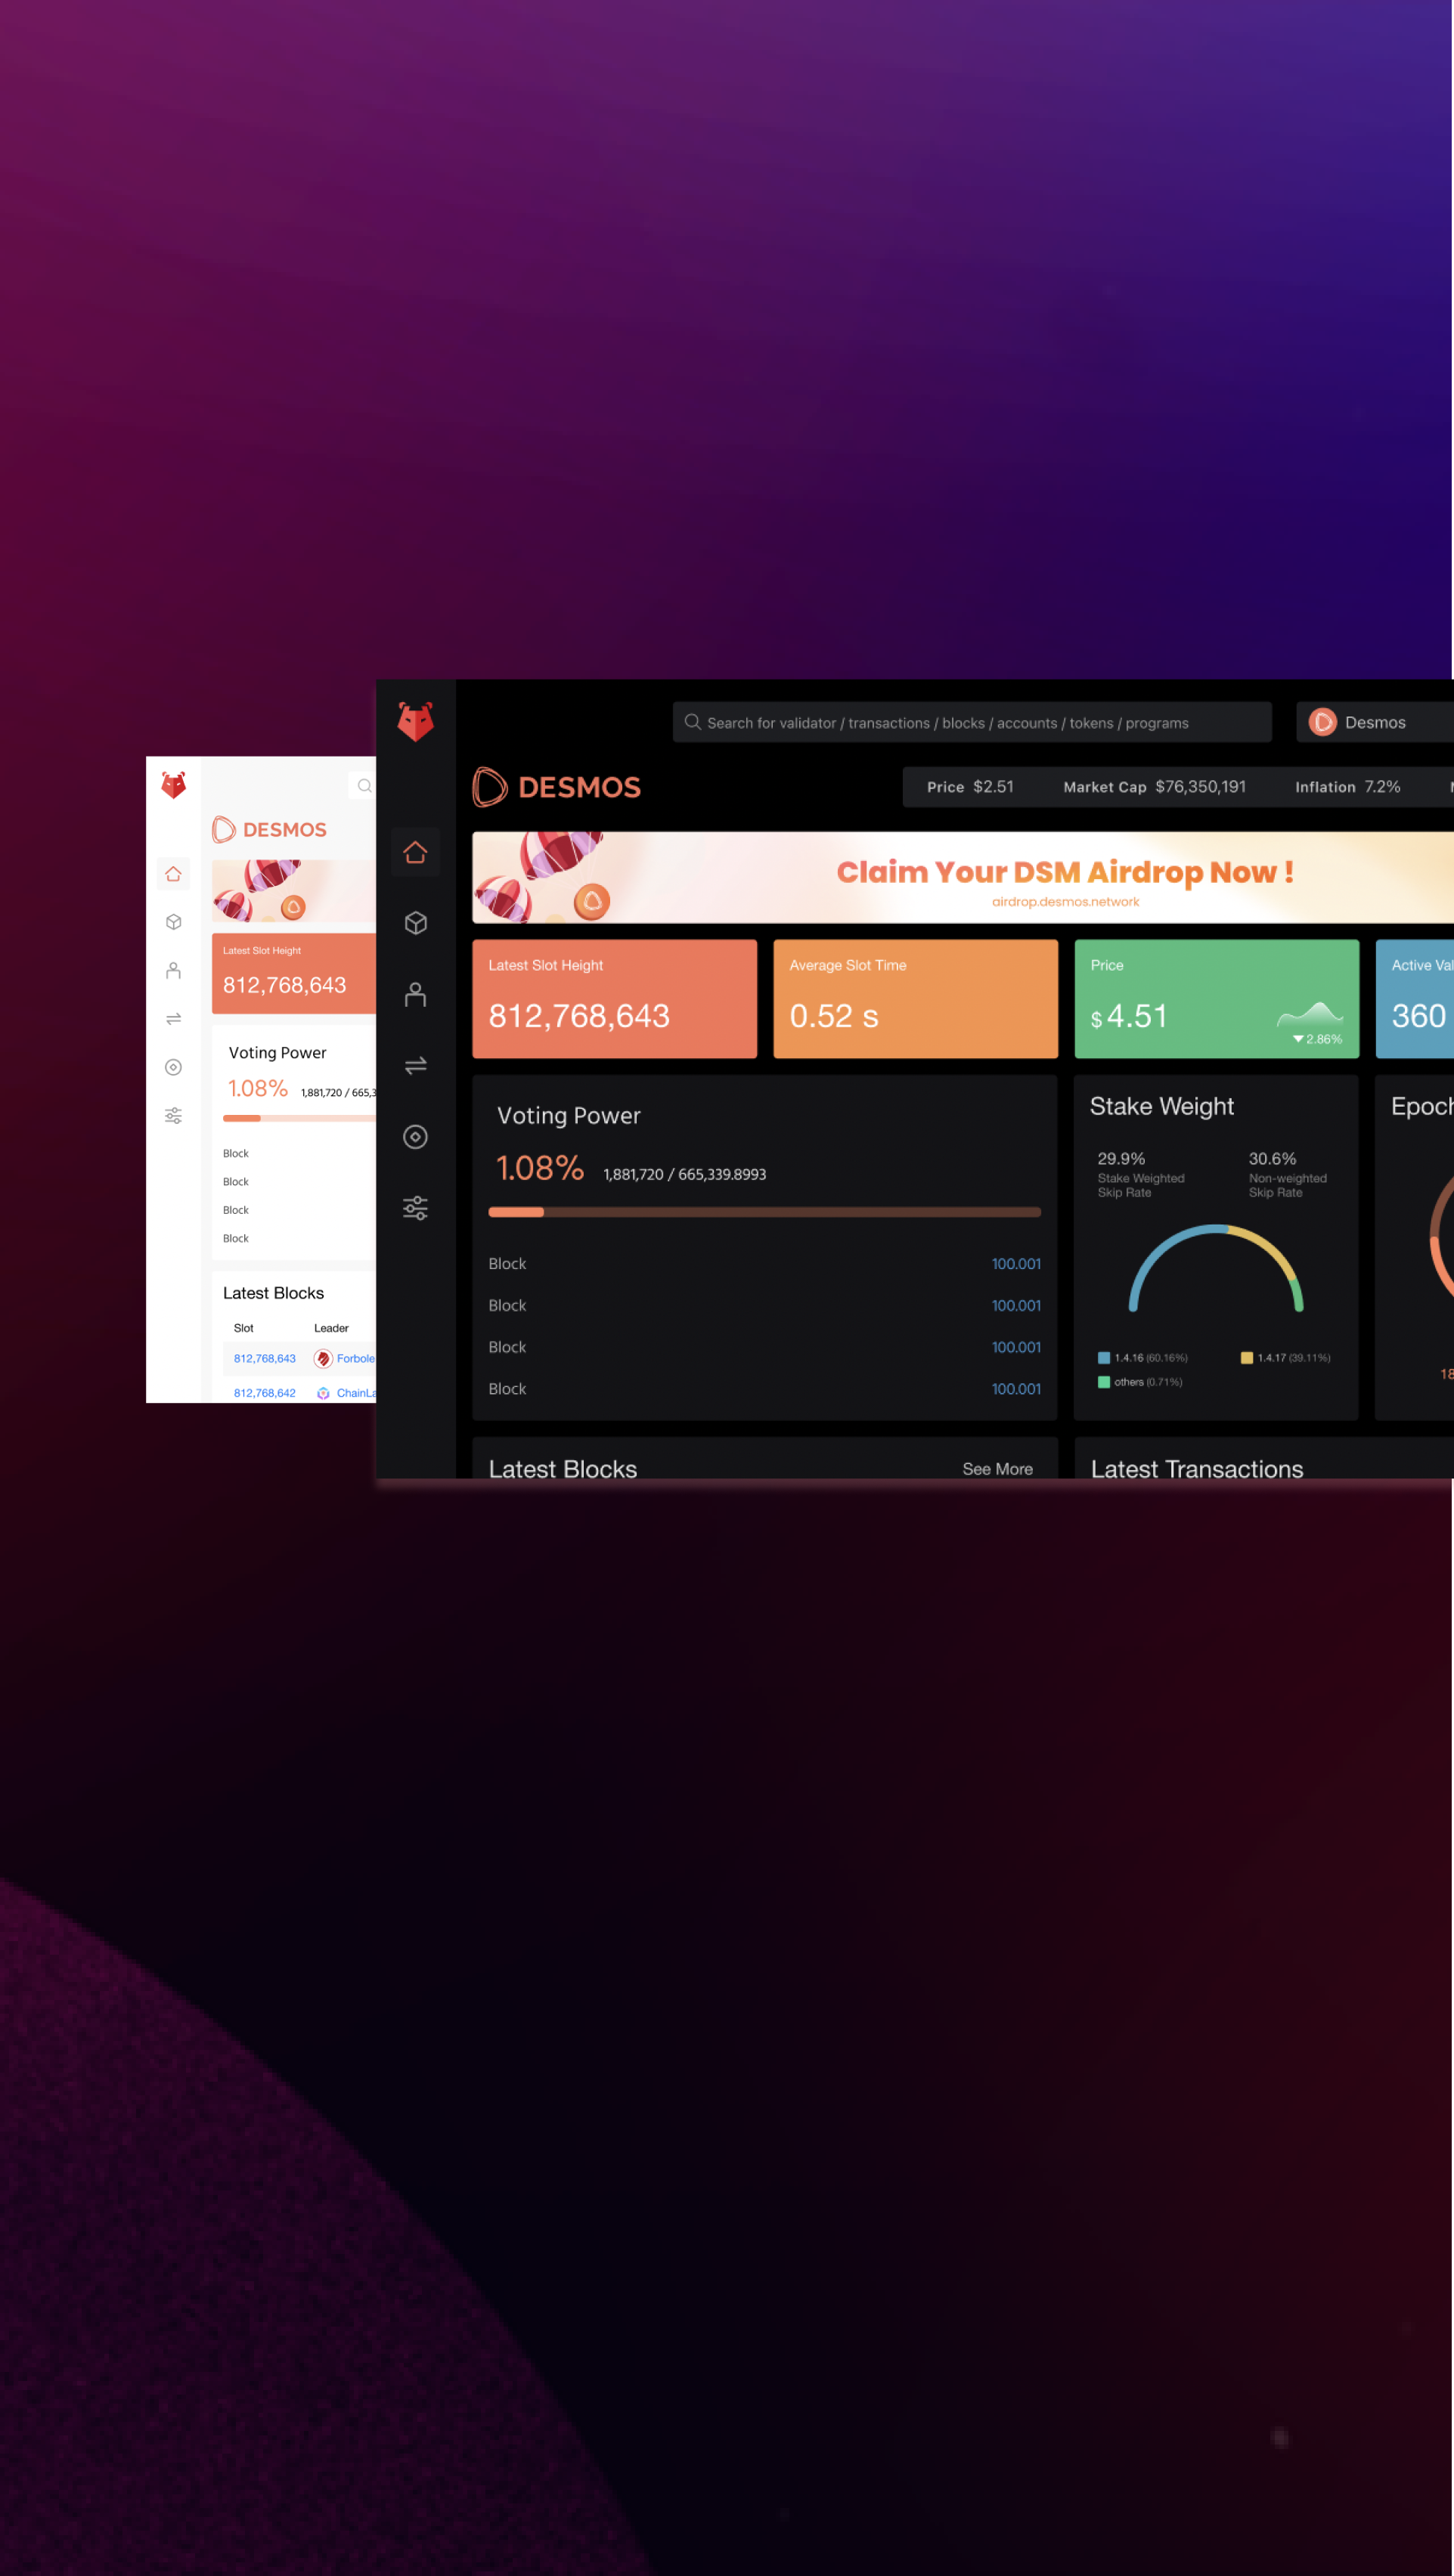 DESMOS
Latest Slot Height
812,768,643
Voting Power
1.08% 1,881,720 / 665,3
Block
Block
Block
Block
Latest Blocks
Slot Leader
812,768,643 Forbole
812,768,642 ChainLa
Search for validator / transactions / blocks / accounts / tokens / programs
Desmos
DESMOS
Price $2.51 Market Cap $76,350,191 Inflation 7.2%
Claim Your DSM Airdrop Now !
airdrop.desmos.network
Latest Slot Height
812,768,643
Average Slot Time
0.52 s
Price
$ 4.51
▼2.86%
Active Val
360
Voting Power
1.08% 1,881,720 / 665,339.8993
Block 100.001
Block 100.001
Block 100.001
Block 100.001
Stake Weight
29.9%
Stake Weighted
Skip Rate
30.6%
Non-weighted
Skip Rate
1.4.16 (60.16%) 1.4.17 (39.11%)
others (0.71%)
Epoch
18
Latest Blocks See More
Latest Transactions